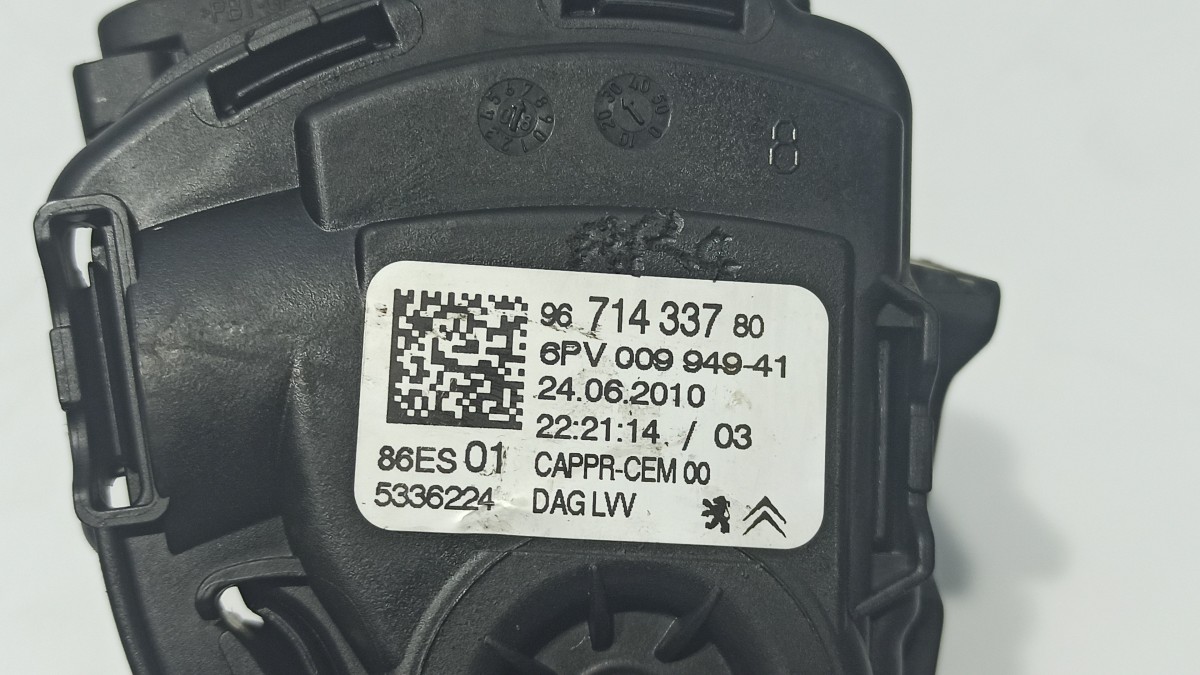 8
96 714 337 80
6PV 009 949-41
24.06.2010
22:21:14 / 03
86ES 01 CAPPR-CEM 00
5336224 DAG LVV